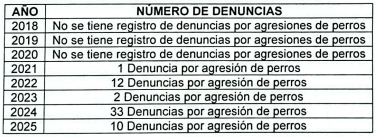 AÑO NÚMERO DE DENUNCIAS
2018 No se tiene registro de denuncias por agresiones de perros
2019 No se tiene registro de denuncias por agresiones de perros
2020 No se tiene registro de denuncias por agresiones de perros
2021 1 Denuncia por agresión de perros
2022 12 Denuncias por agresión de perros
2023 2 Denuncias por agresión de perros
2024 33 Denuncias por agresión de perros
2025 10 Denuncias por agresión de perros